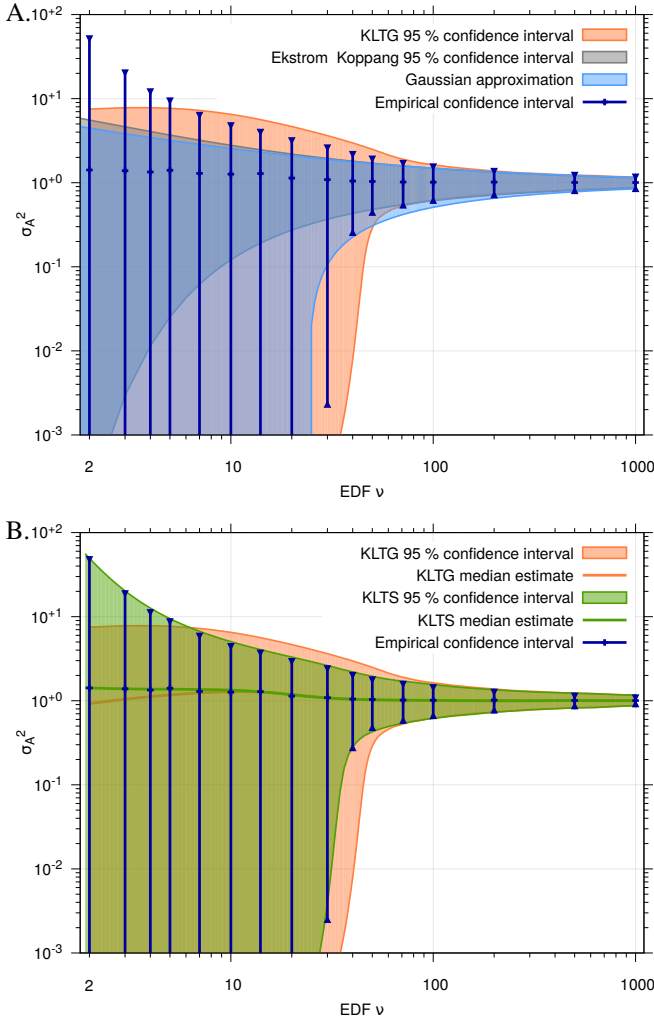 A.
10+2
10+1
10+0
10-1
10-2
10-3
σA2
KLTG 95 % confidence interval
Ekstrom Koppang 95 % confidence interval
Gaussian approximation
Empirical confidence interval
2 10 100 1000
EDF ν
B.
10+2
10+1
10+0
10-1
10-2
10-3
σA2
KLTG 95 % confidence interval
KLTG median estimate
KLTS 95 % confidence interval
KLTS median estimate
Empirical confidence interval
2 10 100 1000
EDF ν